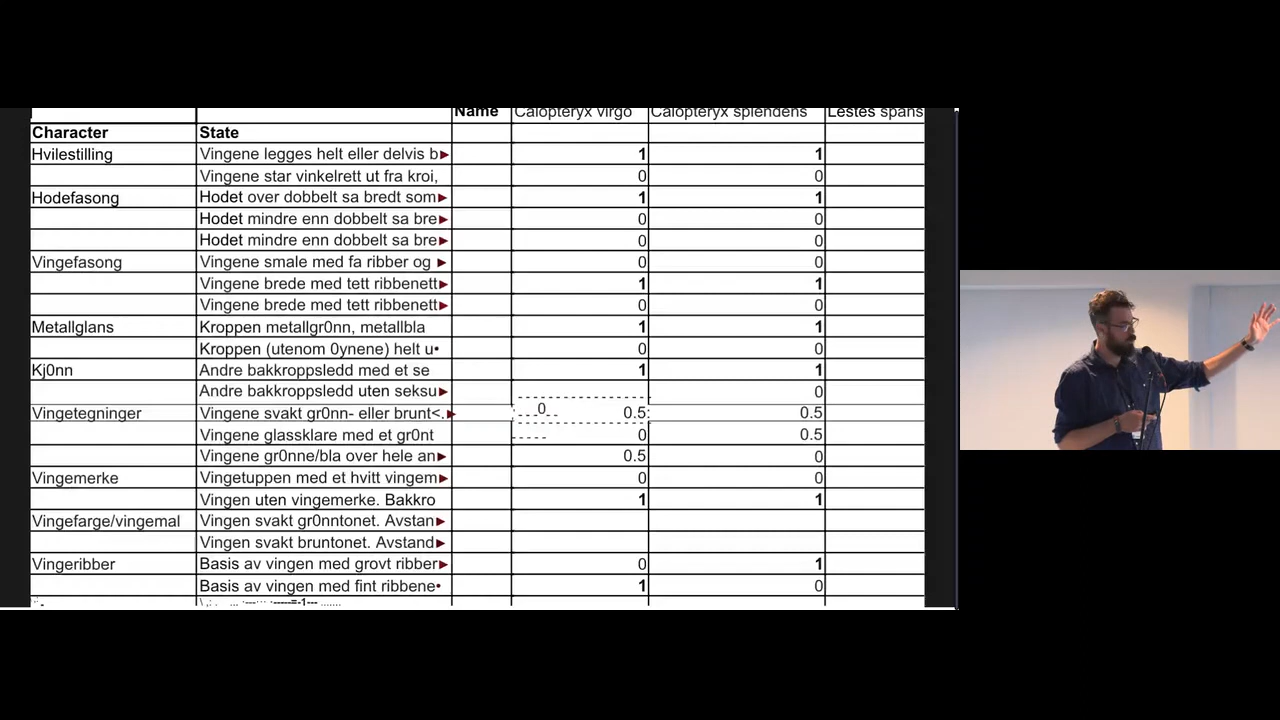 Name Calopteryx virgo Calopteryx splendens Lestes spans
Character State
Hvilestilling Vingene legges helt eller delvis b 1 1
Vingene star vinkelrett ut fra kroi, 0 0
Hodefasong Hodet over dobbelt sa bredt som 1 1
Hodet mindre enn dobbelt sa bre 0 0
Hodet mindre enn dobbelt sa bre 0 0
Vingefasong Vingene smale med fa ribber og 0 0
Vingene brede med tett ribbenett 1 1
Vingene brede med tett ribbenett 0 0
Metallglans Kroppen metallgr0nn, metallbla 1 1
Kroppen (utenom 0ynene) helt u• 0 0
Kj0nn Andre bakkroppsledd med et se 1 1
Andre bakkroppsledd uten seksu 0
Vingetegninger Vingene svakt gr0nn- eller brunt<. 0 0.5 0.5
Vingene glassklare med et gr0nt 0 0.5
Vingene gr0nne/bla over hele an 0.5 0
Vingemerke Vingetuppen med et hvitt vingem 0 0
Vingen uten vingemerke. Bakkro 1 1
Vingefarge/vingemal Vingen svakt gr0nntonet. Avstan
Vingen svakt bruntonet. Avstand
Vingeribber Basis av vingen med grovt ribber 0 1
Basis av vingen med fint ribbene• 1 0